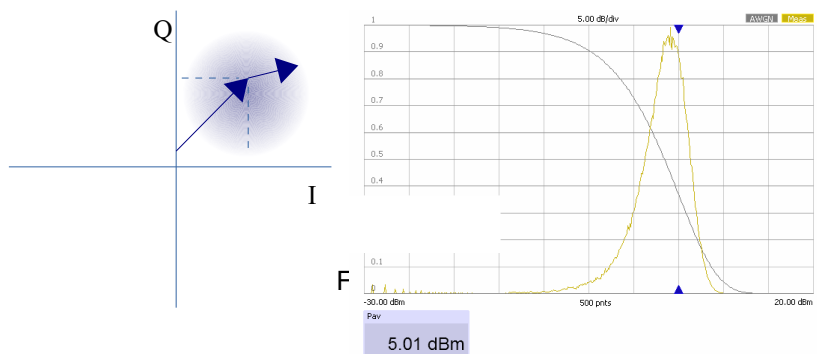 Q
I
5.00 dB/div
AWGN
Meas
1
0.9
0.8
0.7
0.6
0.5
0.4
0.1
0
F
-30.00 dBm
500 pnts
20.00 dBm
Pav
5.01 dBm